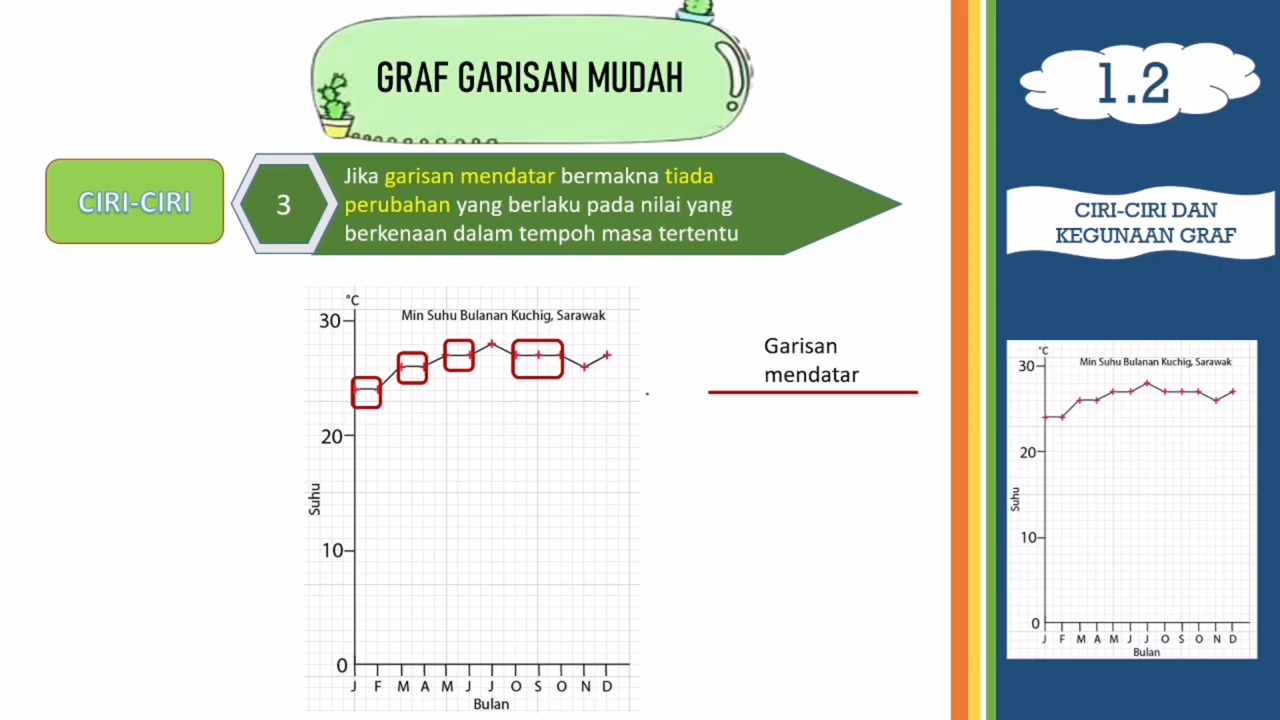 GRAF GARISAN MUDAH
CIRI-CIRI
3
Jika garisan mendatar bermakna tiada
perubahan yang berlaku pada nilai yang
berkenaan dalam tempoh masa tertentu
°C
Min Suhu Bulanan Kuchig, Sarawak
30
20
10
0
Suhu
J F M A M J J O S O N D
Bulan
Garisan
mendatar
1.2
CIRI-CIRI DAN
KEGUNAAN GRAF
°C
Min Suhu Bulanan Kuchig, Sarawak
30
20
10
0
Suhu
J F M A M J J O S O N D
Bulan